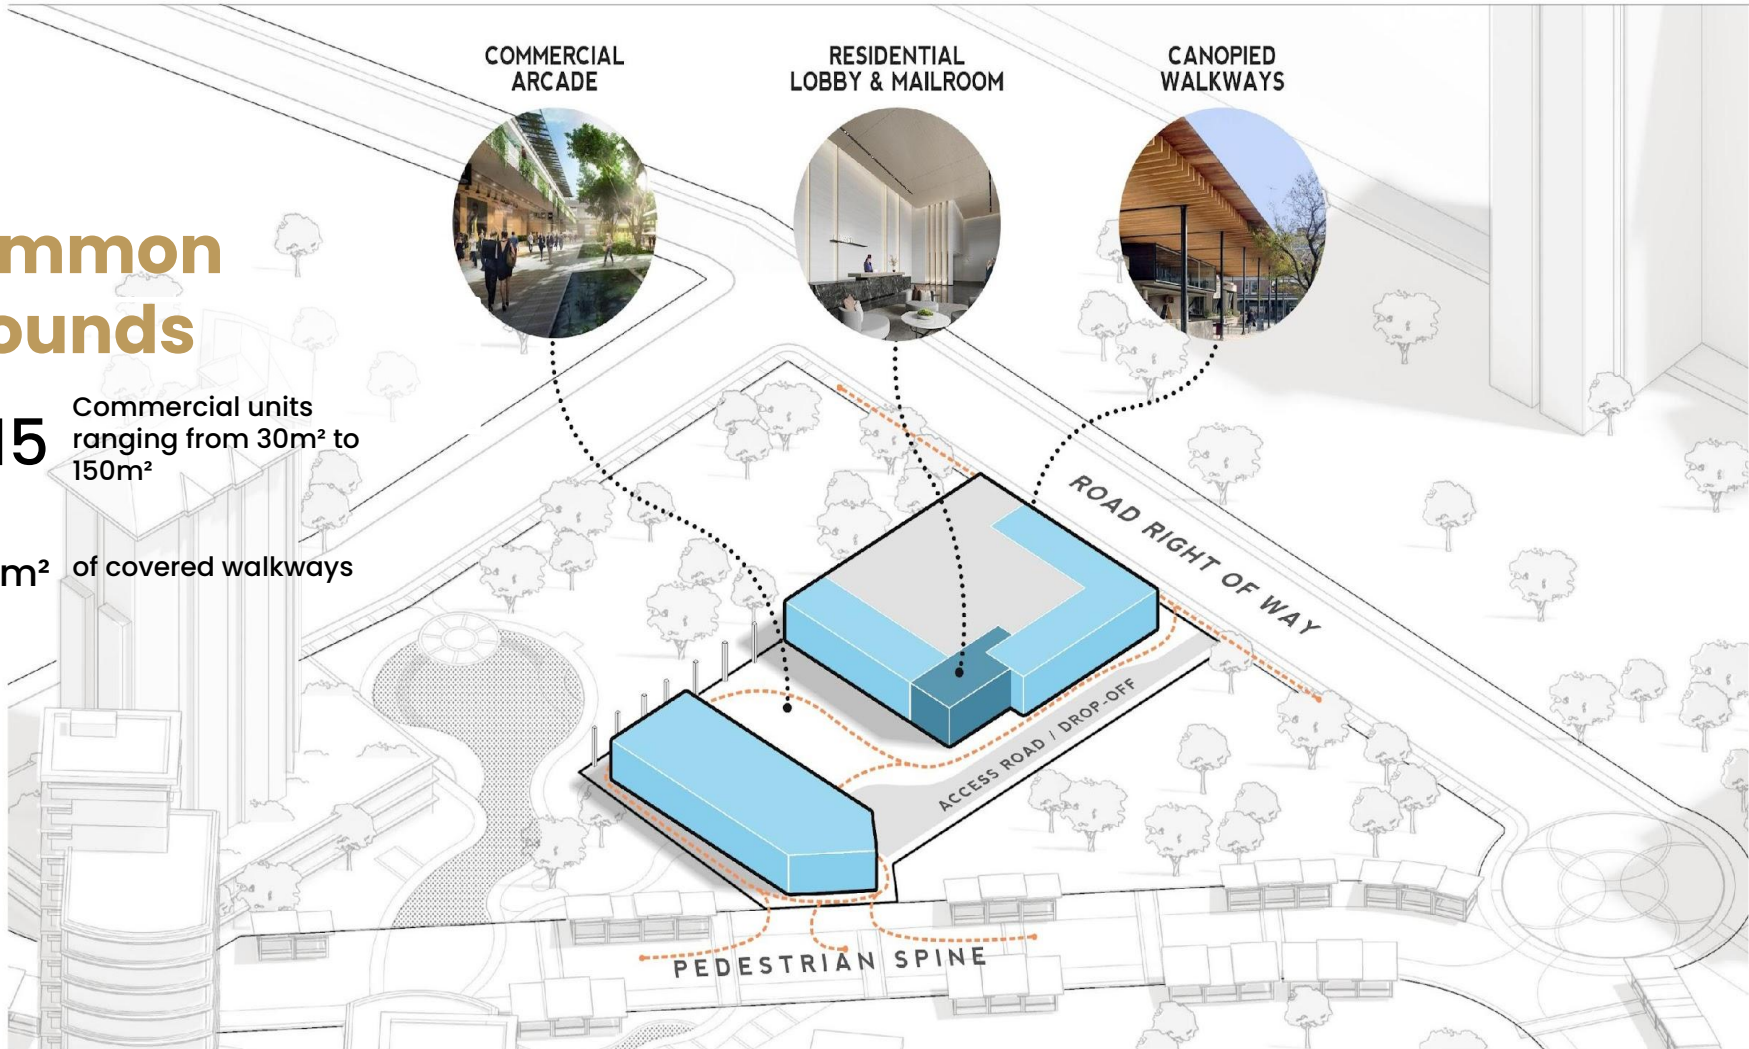 COMMERCIAL
ARCADE
RESIDENTIAL
LOBBY & MAILROOM
CANOPIED
WALKWAYS
mmon
ounds
15
Commercial units
ranging from 30m² to
150m²
m²
of covered walkways
ROAD RIGHT OF WAY
ACCESS ROAD / DROP-OFF
PEDESTRIAN SPINE